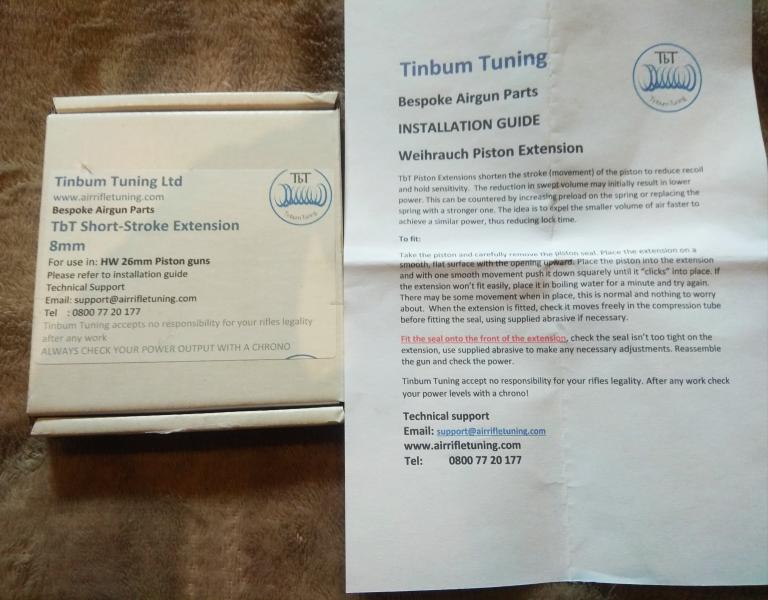 Tinbum Tuning Ltd
www.airrifletuning.com
Bespoke Airgun Parts
TbT Short-Stroke Extension
8mm
For use in: HW 26mm Piston guns
Please refer to installation guide
Technical Support
Email: support@airrifletuning.com
Tel : 0800 77 20 177
Tinbum Tuning accepts no responsibility for your rifles legality
after any work
ALWAYS CHECK YOUR POWER OUTPUT WITH A CHRONO
TbT
Tinbum Tuning
Tinbum Tuning
Bespoke Airgun Parts
INSTALLATION GUIDE
Weihrauch Piston Extension
TbT
Tinbum Tuning
TbT Piston Extensions shorten the stroke (movement) of the piston to reduce recoil
and hold sensitivity. The reduction in swept volume may initially result in lower
power. This can be countered by increasing preload on the spring or replacing the
spring with a stronger one. The idea is to expel the smaller volume of air faster to
achieve a similar power, thus reducing lock time.
To fit:
Take the piston and carefully remove the piston seal. Place the extension on a
smooth, flat surface with the opening upward. Place the piston into the extension
and with one smooth movement push it down squarely until it "clicks" into place. If
the extension won't fit easily, place it in boiling water for a minute and try again.
There may be some movement when in place, this is normal and nothing to worry
about. When the extension is fitted, check it moves freely in the compression tube
before fitting the seal, using supplied abrasive if necessary.
Fit the seal onto the front of the extension, check the seal isn't too tight on the
extension, use supplied abrasive to make any necessary adjustments. Reassemble
the gun and check the power.
Tinbum Tuning accept no responsibility for your rifles legality. After any work check
your power levels with a chrono!
Technical support
Email: support@airrifletuning.com
www.airrifletuning.com
Tel: 0800 77 20 177